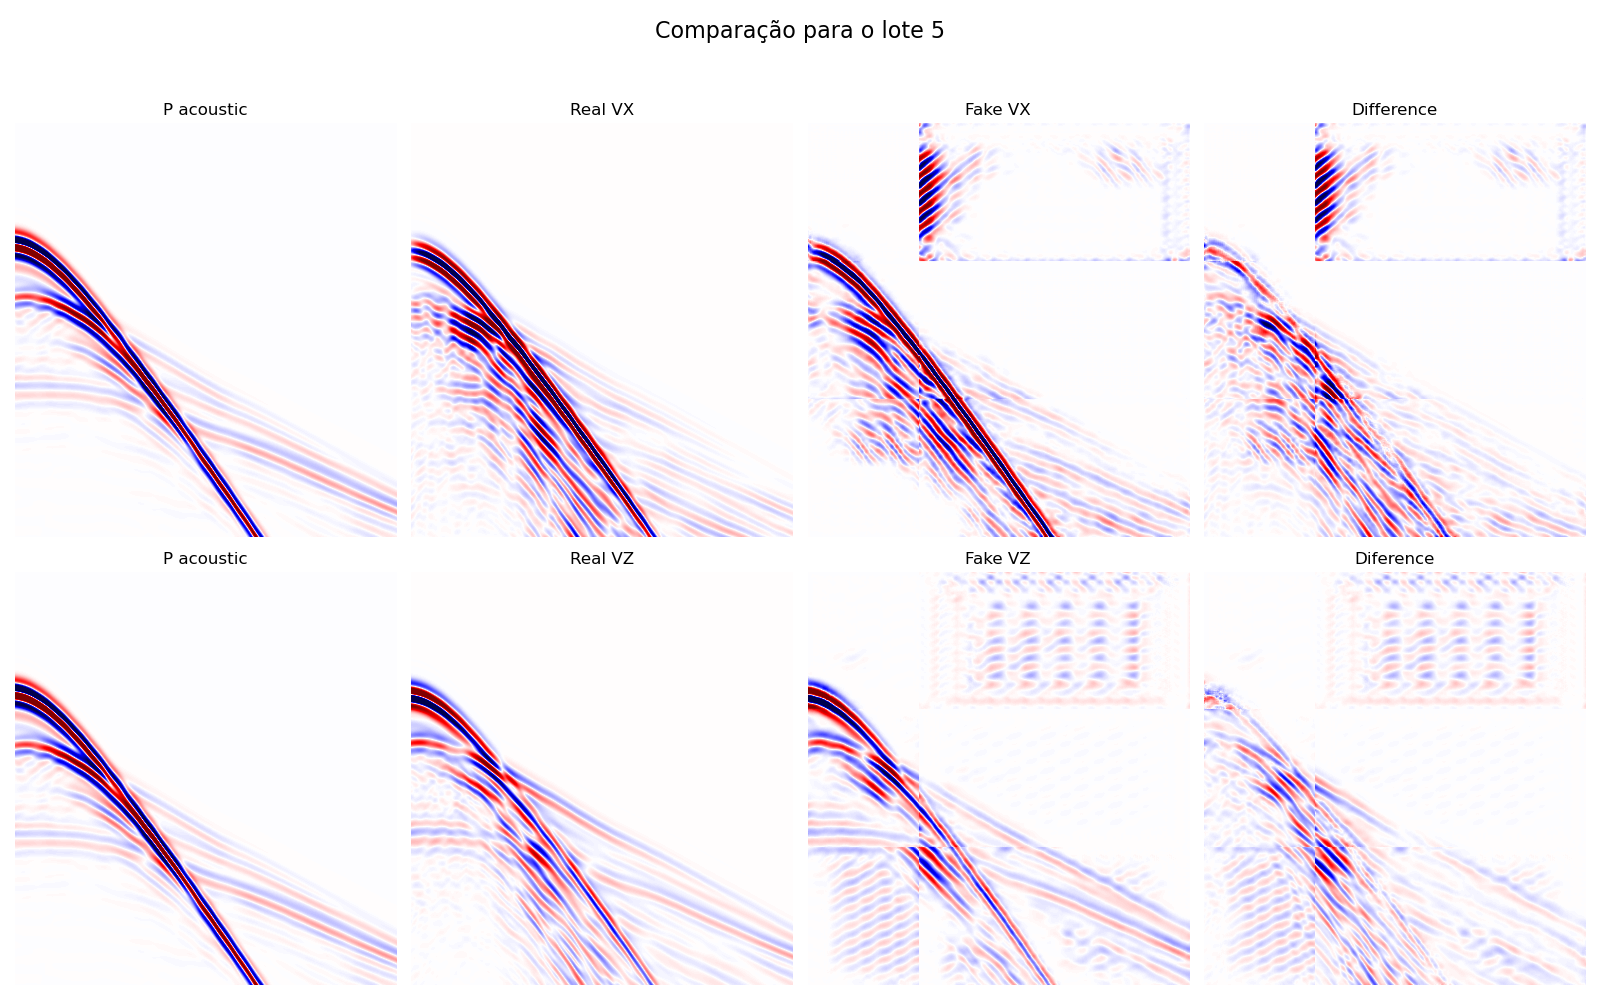 Comparação para o lote 5
P acoustic
Real VX
Fake VX
Difference
P acoustic
Real VZ
Fake VZ
Diference